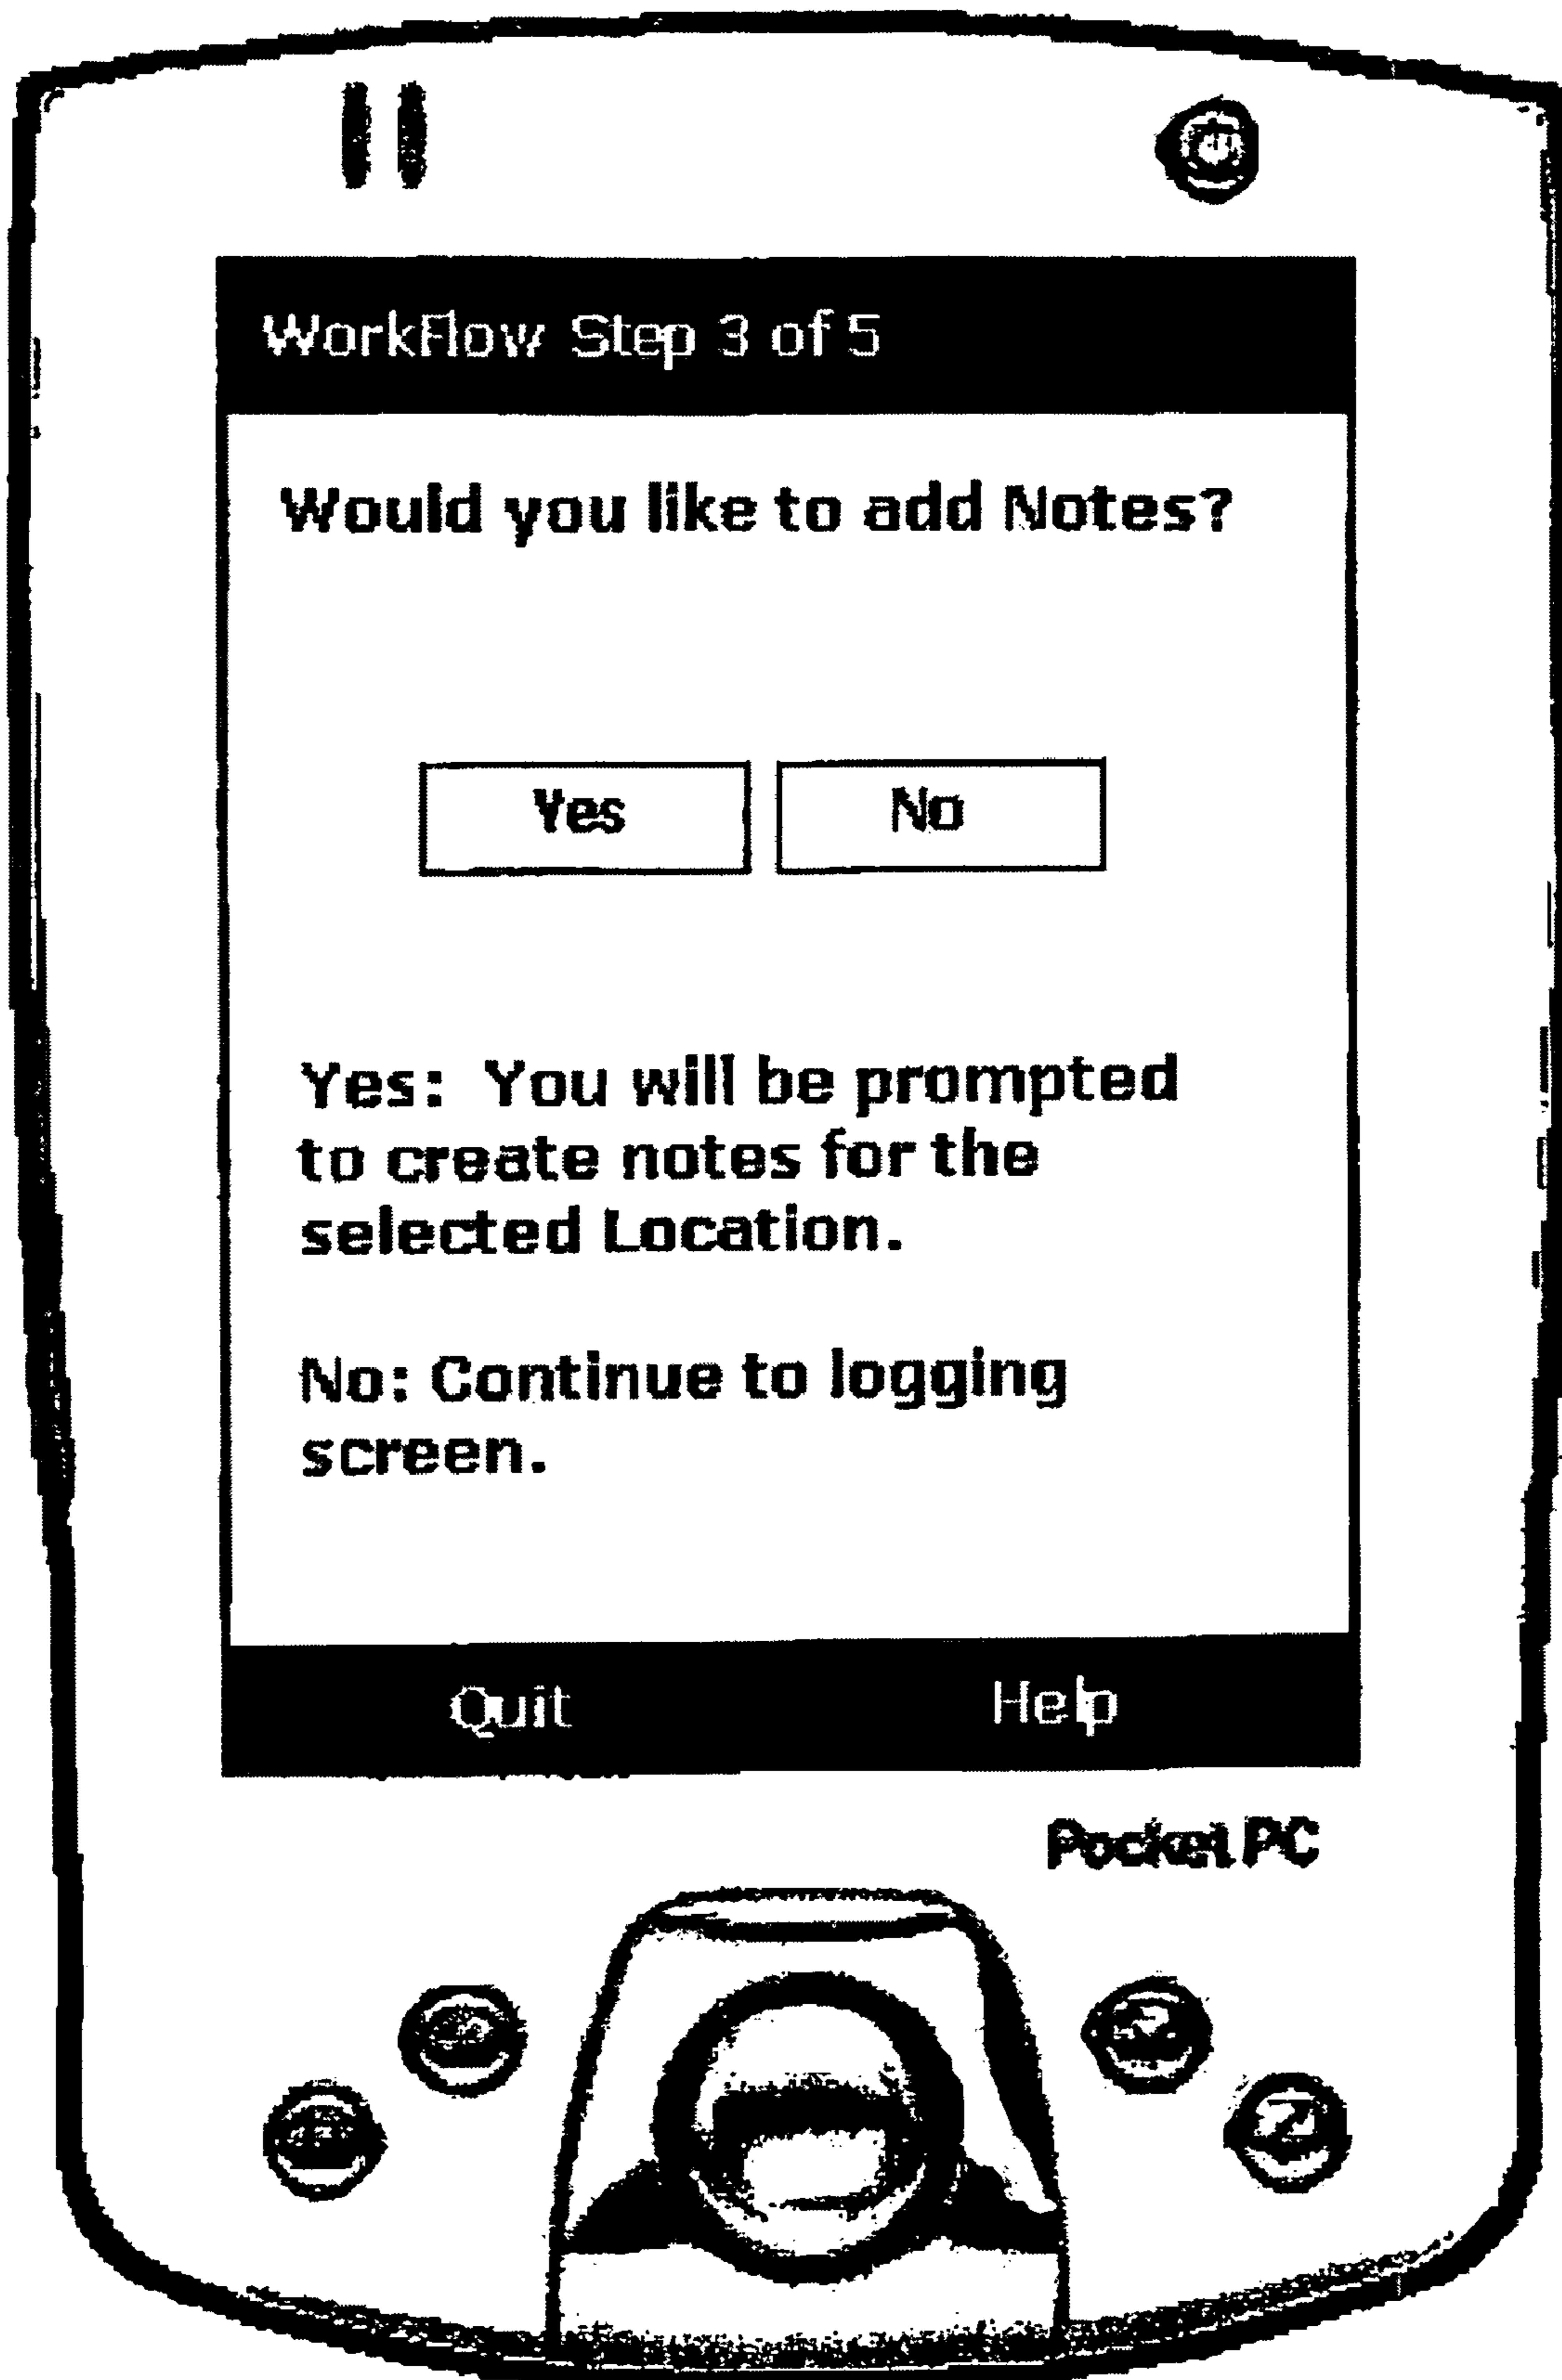 WorkFlow Step 3 of 5
Would you like to add Notes?
Yes No
Yes: You will be prompted
to create notes for the
selected Location.
No: Continue to logging
screen.
Quit Help
Pocket PC